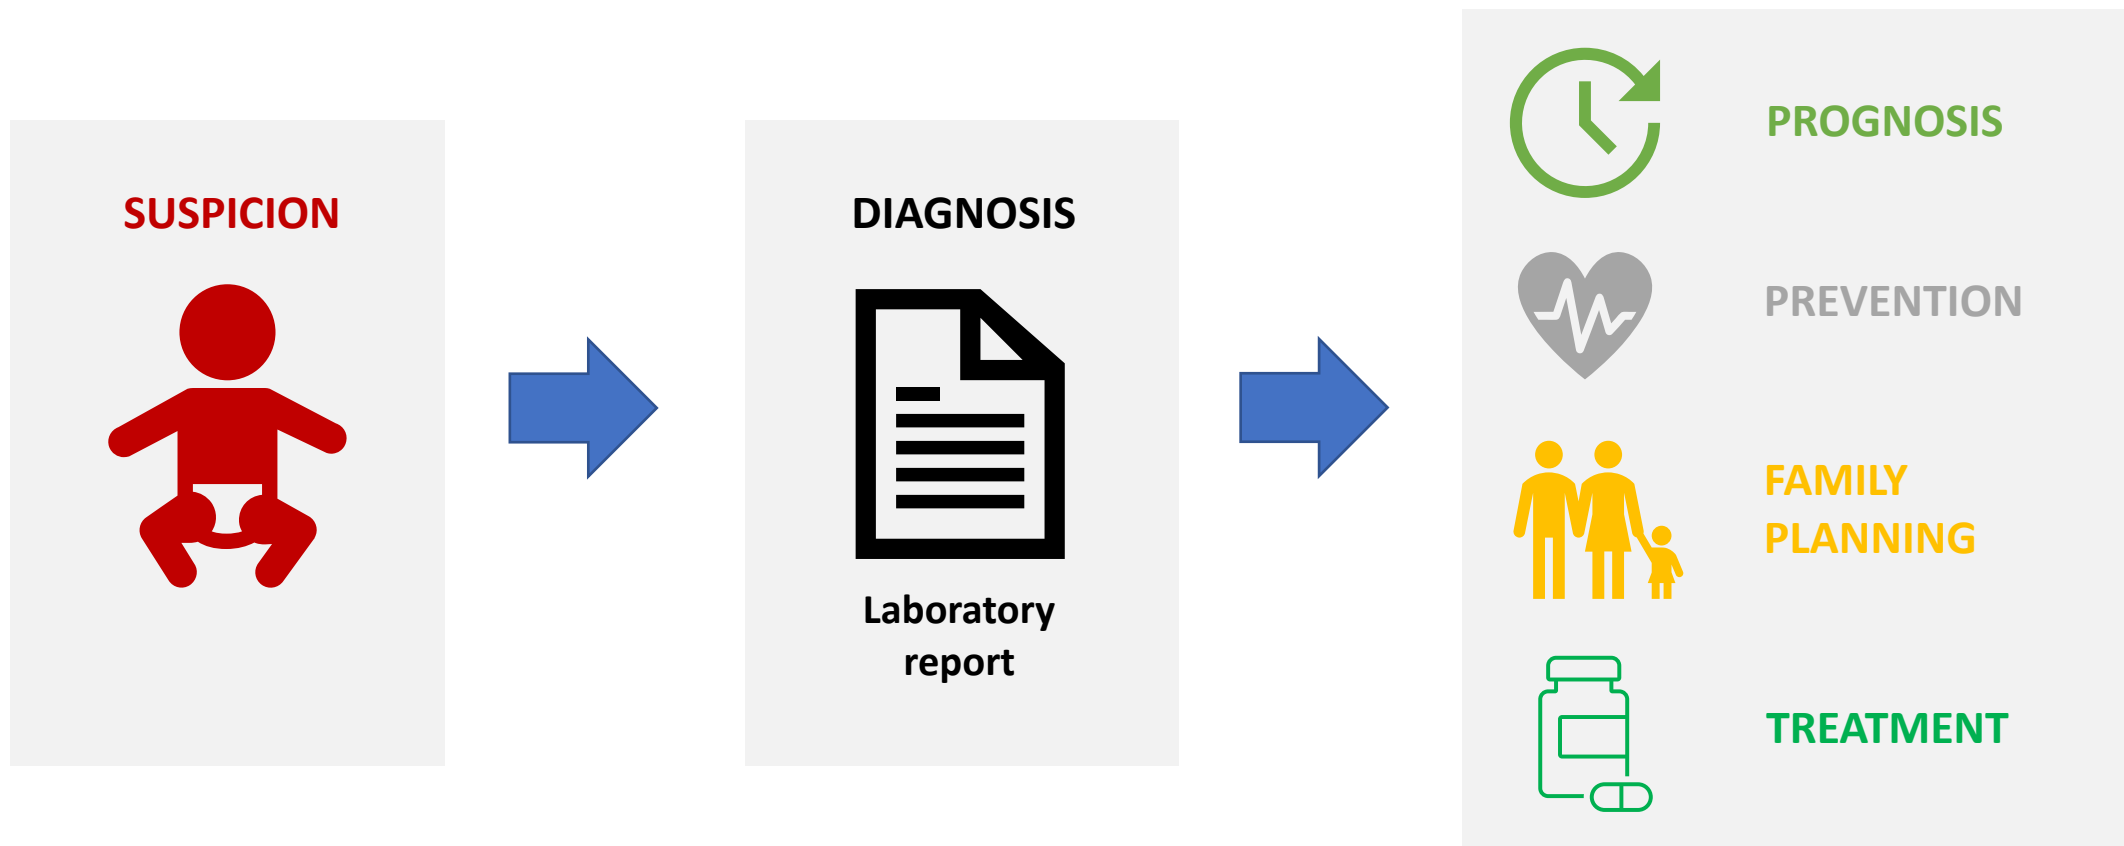 SUSPICION
DIAGNOSIS
Laboratory
report
PROGNOSIS
PREVENTION
FAMILY
PLANNING
TREATMENT